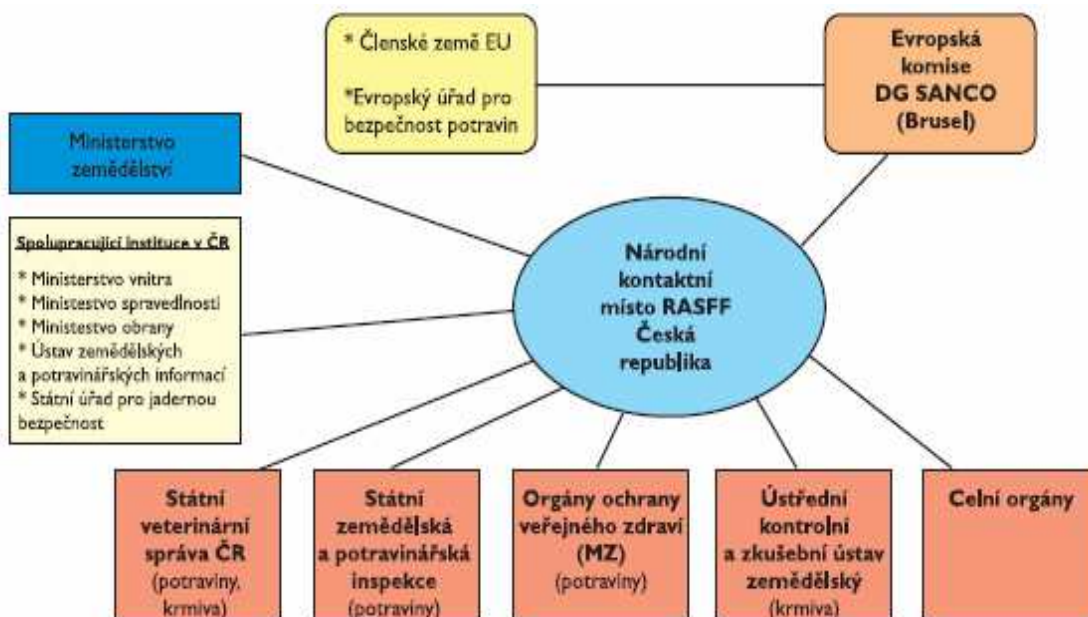 * Členské země EU
*Evropský úřad pro
bezpečnost potravin
Evropská
komise
DG SANCO
(Brusel)
Ministerstvo
zemědělství
Spolupracující instituce v ČR
* Ministerstvo vnitra
* Ministestvo spravedlnosti
* Ministestvo obrany
* Ústav zemědělských
a potravinářských informací
* Státní úřad pro jadernou
bezpečnost
Národní
kontaktní
místo RASFF
Česká
republika
Státní
veterinární
správa ČR
(potraviny,
krmiva)
Státní
zemědělská
a potravinářská
inspekce
(potraviny)
Orgány ochrany
veřejného zdraví
(MZ)
(potraviny)
Ústřední
kontrolní
a zkušební ústav
zemědělský
(krmiva)
Celní orgány